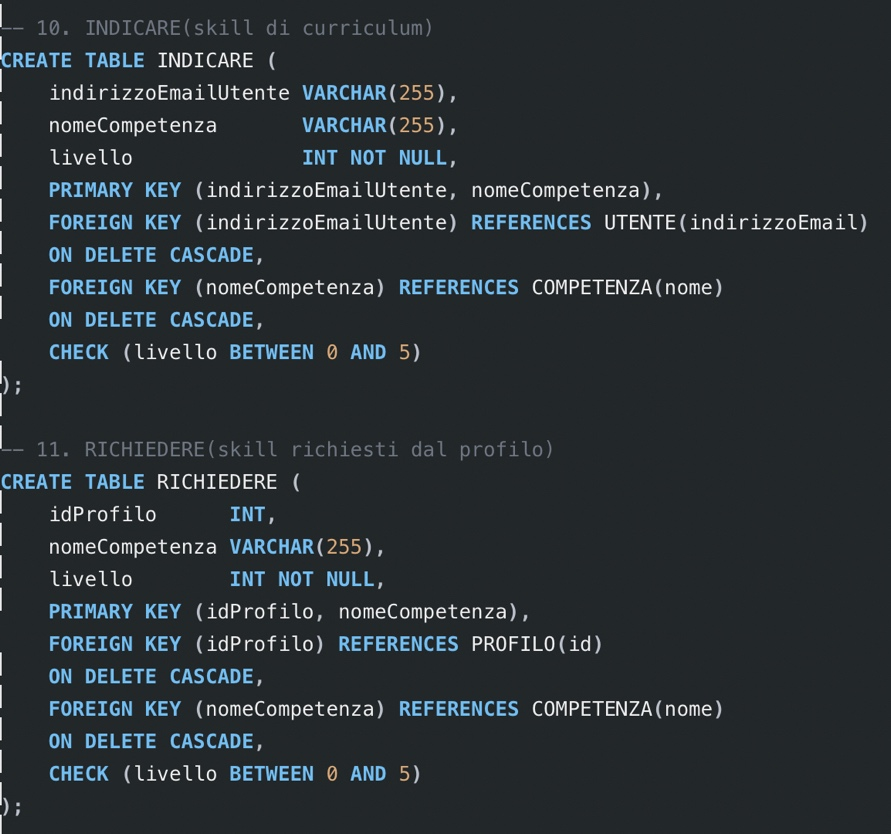 -- 10. INDICARE(skill di curriculum)
CREATE TABLE INDICARE (
    indirizzoEmailUtente VARCHAR(255),
    nomeCompetenza       VARCHAR(255),
    livello              INT NOT NULL,
    PRIMARY KEY (indirizzoEmailUtente, nomeCompetenza),
    FOREIGN KEY (indirizzoEmailUtente) REFERENCES UTENTE(indirizzoEmail)
    ON DELETE CASCADE,
    FOREIGN KEY (nomeCompetenza) REFERENCES COMPETENZA(nome)
    ON DELETE CASCADE,
    CHECK (livello BETWEEN 0 AND 5)
);
-- 11. RICHIEDERE(skill richiesti dal profilo)
CREATE TABLE RICHIEDERE (
    idProfilo      INT,
    nomeCompetenza VARCHAR(255),
    livello        INT NOT NULL,
    PRIMARY KEY (idProfilo, nomeCompetenza),
    FOREIGN KEY (idProfilo) REFERENCES PROFILO(id)
    ON DELETE CASCADE,
    FOREIGN KEY (nomeCompetenza) REFERENCES COMPETENZA(nome)
    ON DELETE CASCADE,
    CHECK (livello BETWEEN 0 AND 5)
);